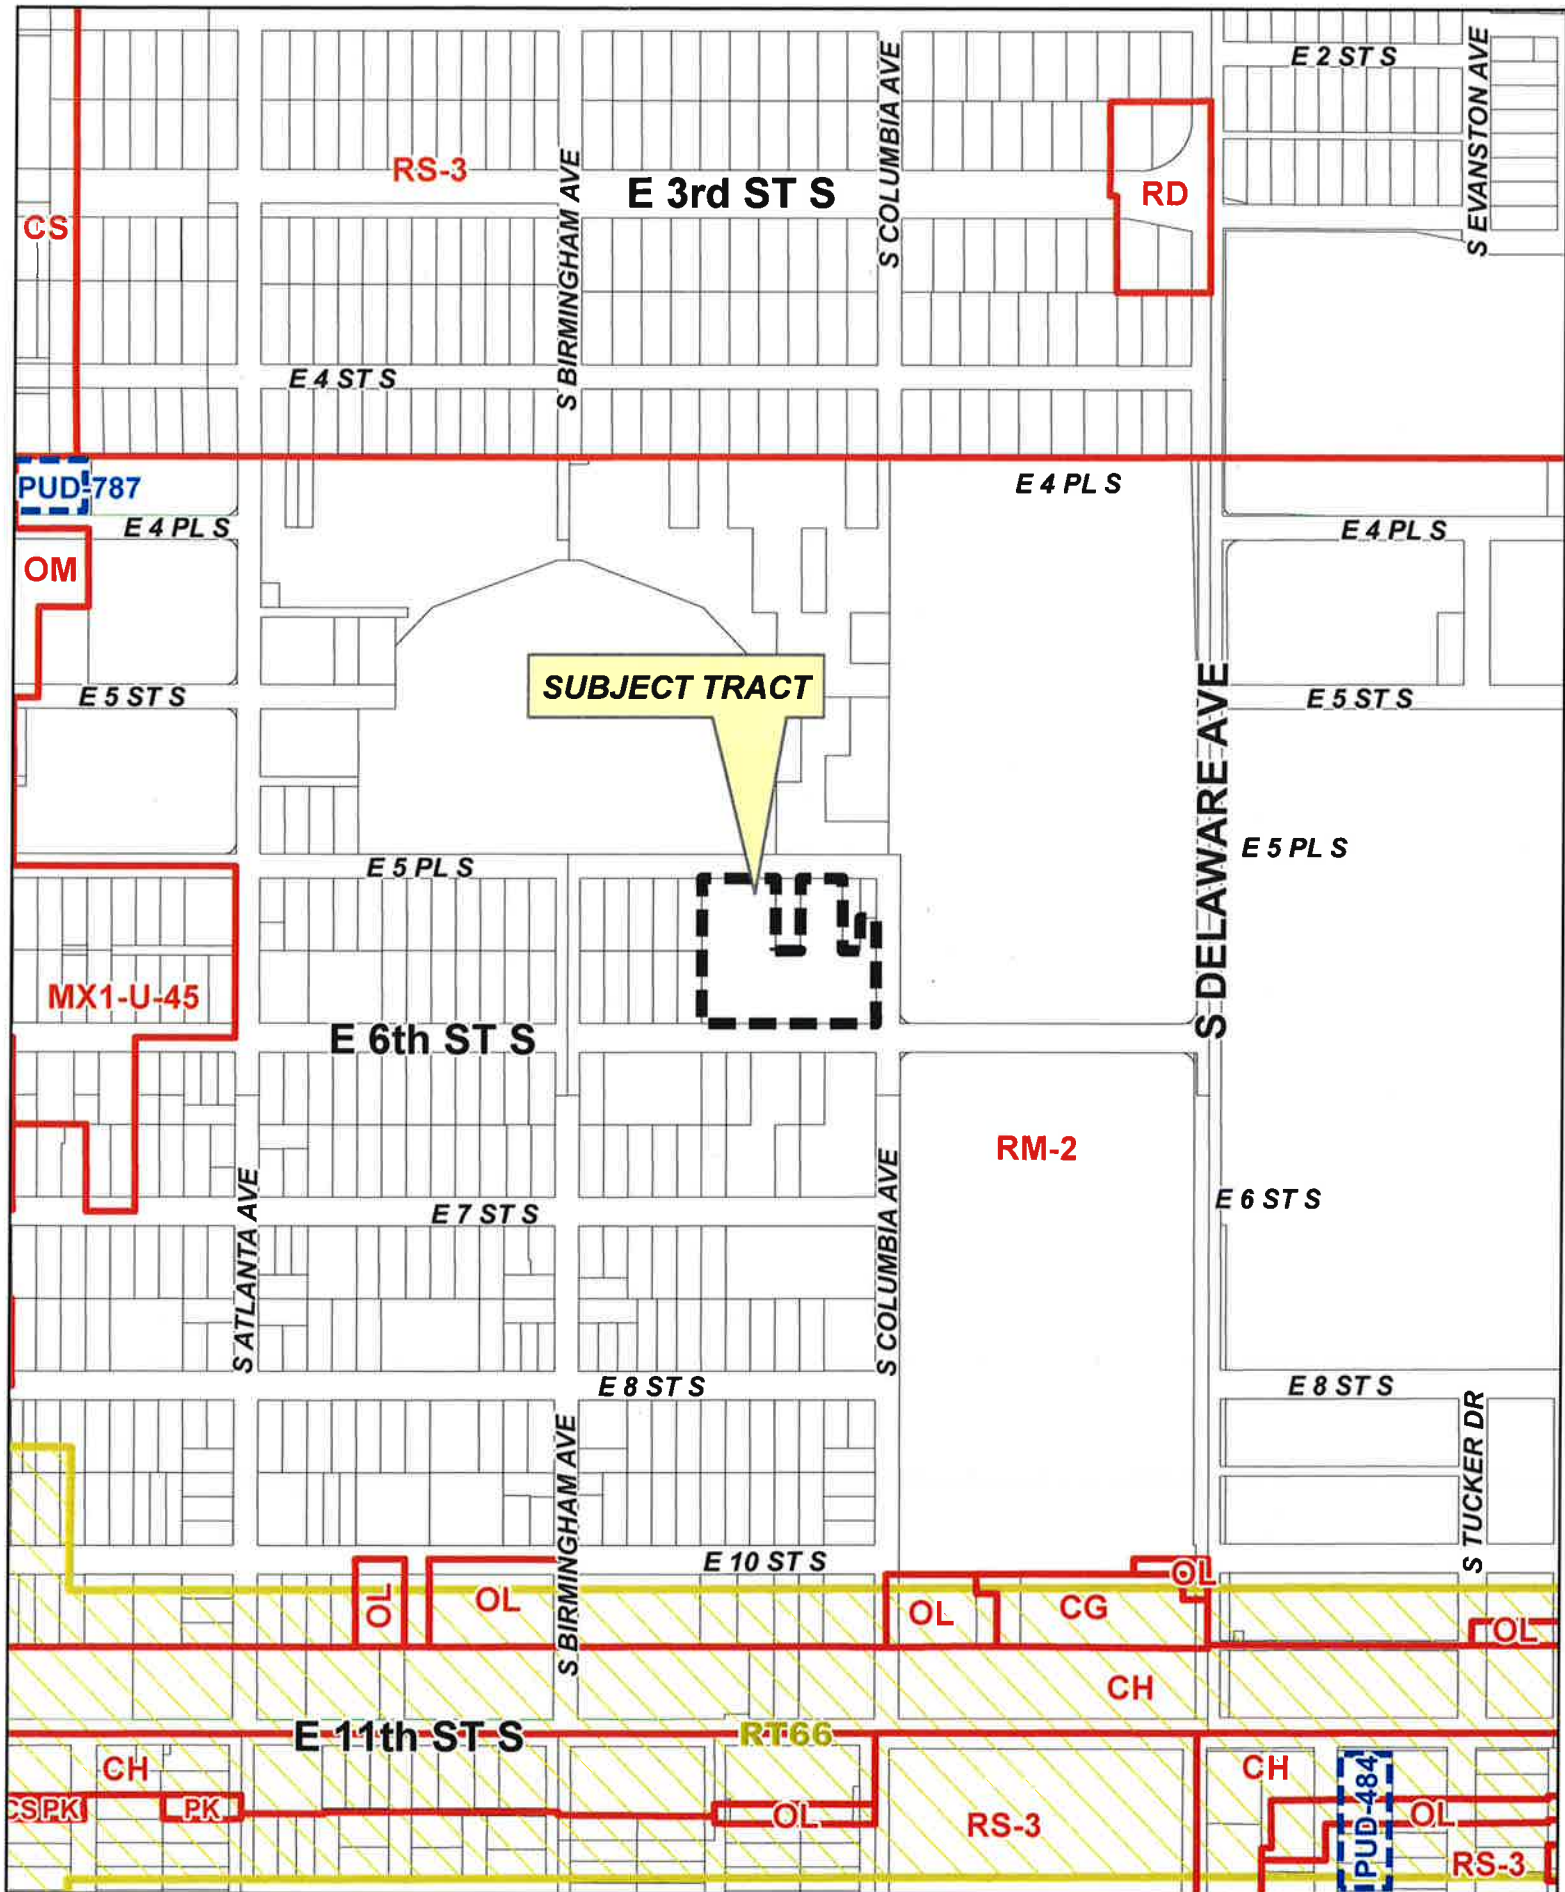 E 2 ST S
S COLUMBIA AVE
S EVANSTON AVE
RS-3
S BIRMINGHAM AVE
E 3rd ST S
RD
CS
E 4 ST S
PUD-787
E 4 PL S
E 4 PL S
E 4 PL S
OM
SUBJECT TRACT
E 5 ST S
E 5 ST S
S DELAWARE AVE
E 5 PL S
E 5 PL S
MX1-U-45
E 6th ST S
RM-2
S ATLANTA AVE
S COLUMBIA AVE
E 7 ST S
E 6 ST S
E 8 ST S
E 8 ST S
S BIRMINGHAM AVE
S TUCKER DR
E 10 ST S
OL
OL
OL
OL
CG
OL
CH
E 11th ST S
RT66
CH
CH
PUD-484
CS
PK
PK
OL
RS-3
OL
RS-3